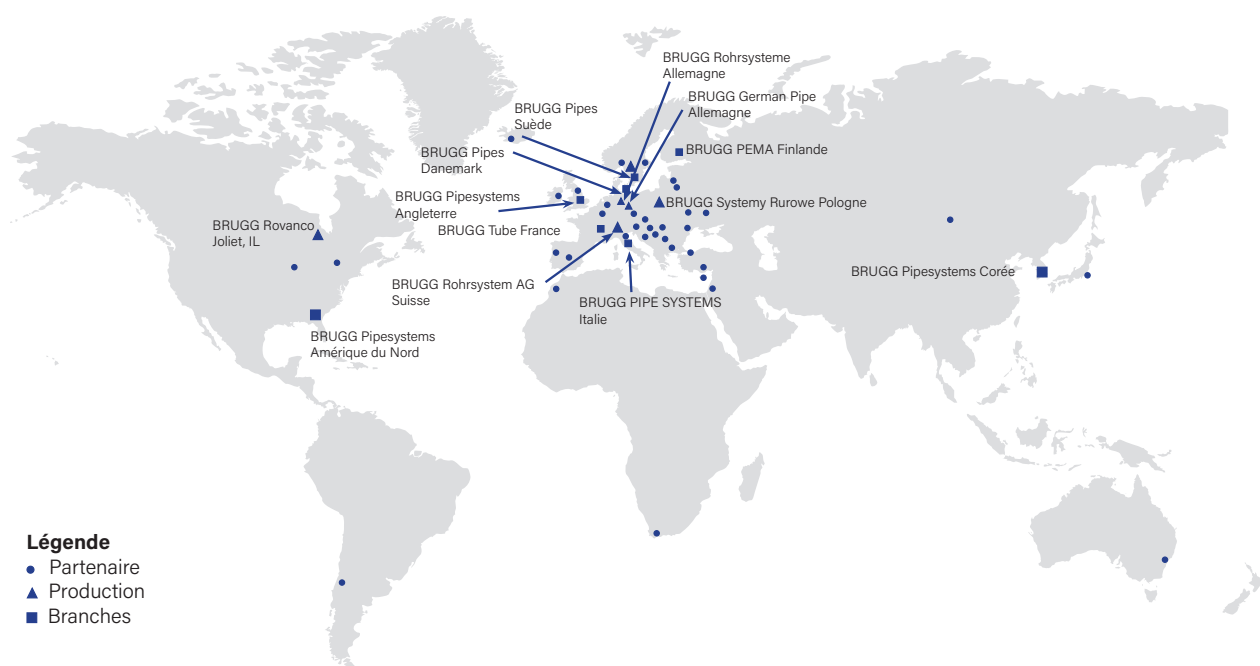 BRUGG Rohrsysteme
Allemagne
BRUGG German Pipe
Allemagne
BRUGG Pipes
Suède
BRUGG Pipes
Danemark
BRUGG PEMA Finlande
BRUGG Pipesystems
Angleterre
BRUGG Systemy Rurowe Pologne
BRUGG Rovanco
Joliet, IL
BRUGG Tube France
BRUGG Pipesystems Corée
BRUGG Rohrsystem AG
Suisse
BRUGG PIPE SYSTEMS
Italie
BRUGG Pipesystems
Amérique du Nord
Légende
Partenaire
Production
Branches